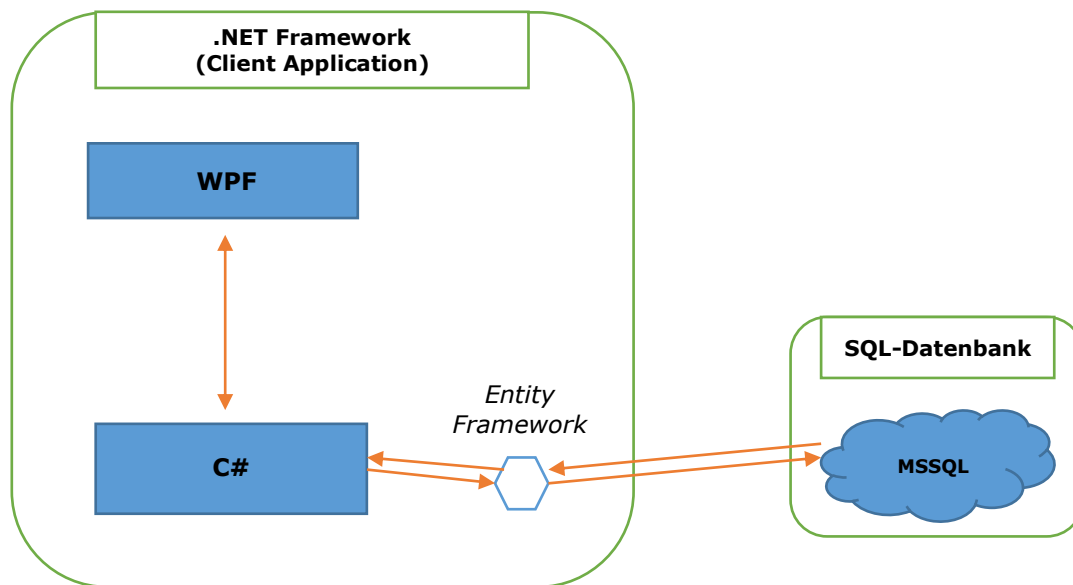 .NET Framework
(Client Application)
WPF
SQL-Datenbank
Entity
Framework
C#
MSSQL